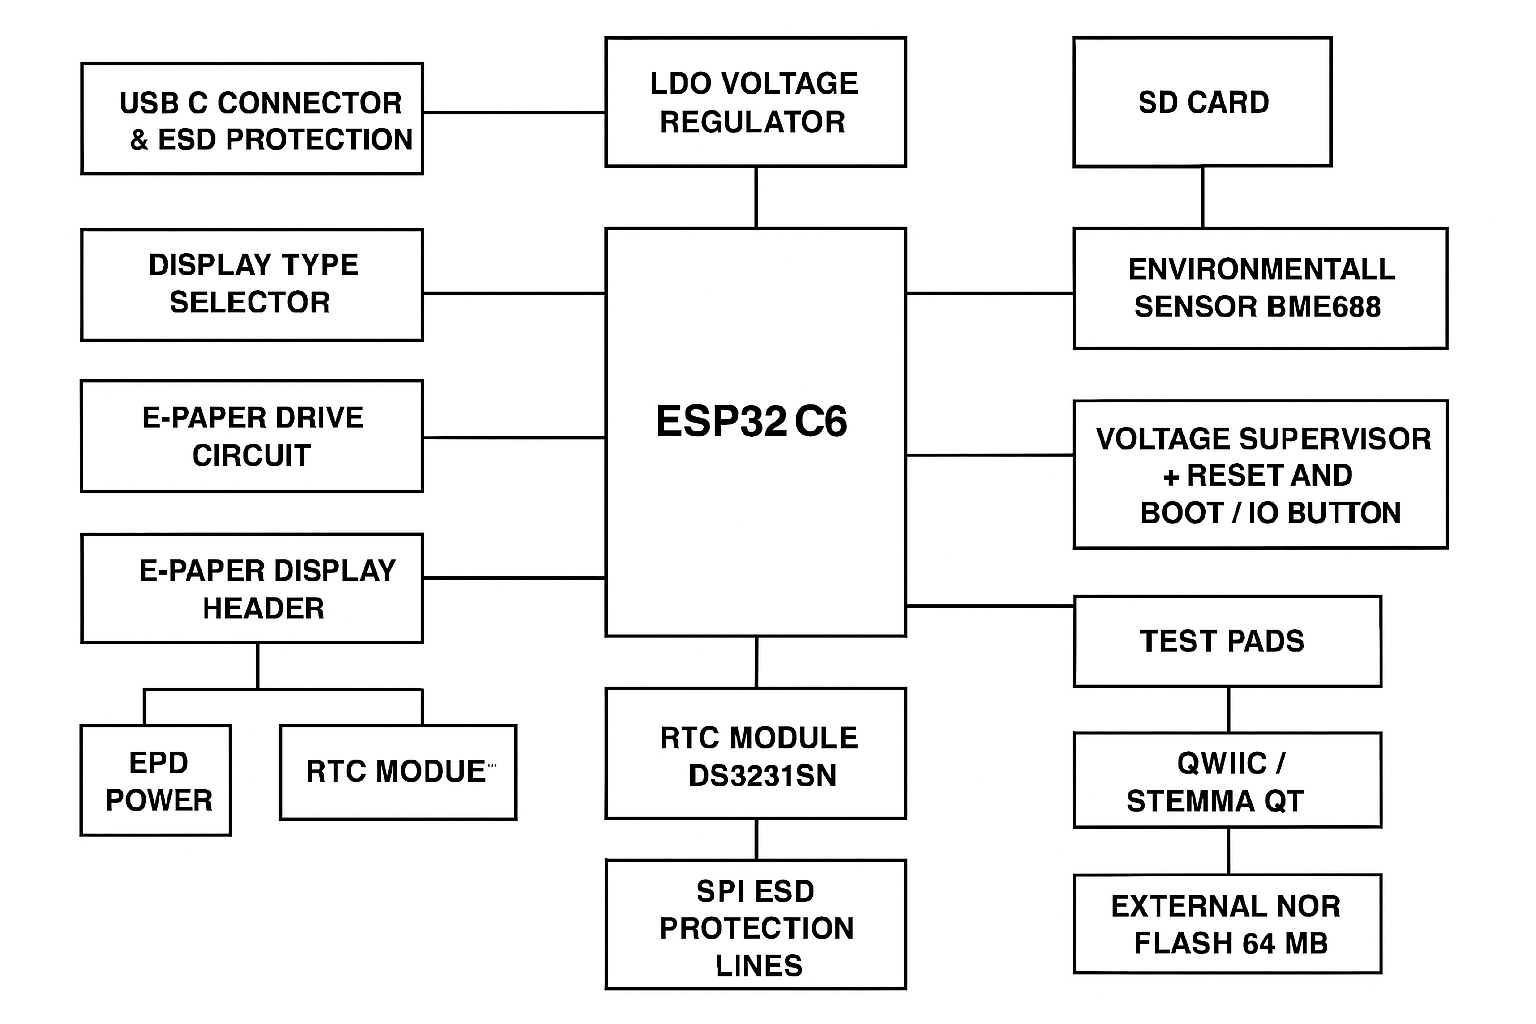 USB C CONNECTOR
& ESD PROTECTION
LDO VOLTAGE
REGULATOR
SD CARD
DISPLAY TYPE
SELECTOR
ENVIRONMENTALL
SENSOR BME688
E-PAPER DRIVE
CIRCUIT
ESP32 C6
VOLTAGE SUPERVISOR
+ RESET AND
BOOT / IO BUTTON
E-PAPER DISPLAY
HEADER
TEST PADS
EPD
POWER
RTC MODUE
RTC MODULE
DS3231SN
QWIIC /
STEMMA QT
SPI ESD
PROTECTION
LINES
EXTERNAL NOR
FLASH 64 MB